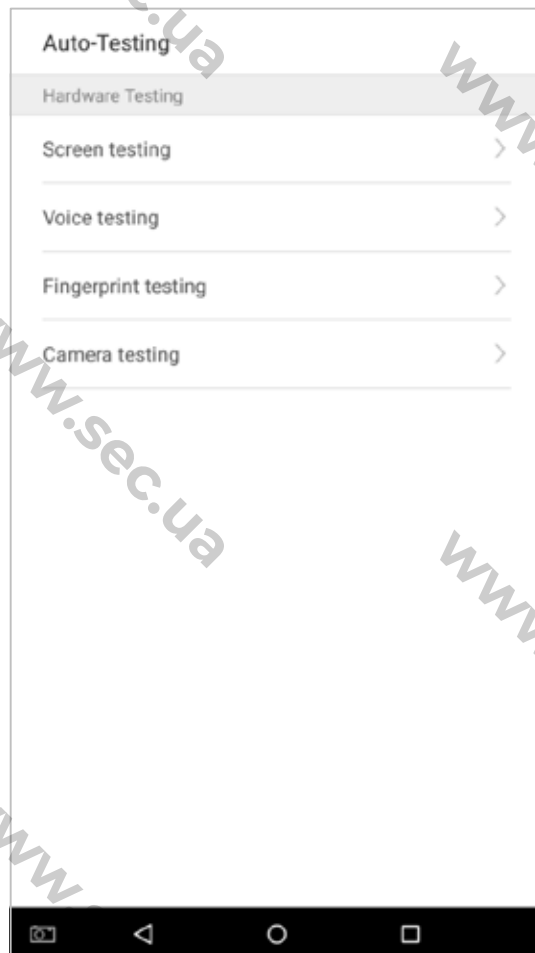 Auto-Testing
Hardware Testing
Screen testing
Voice testing
Fingerprint testing
Camera testing
www.sec.ua